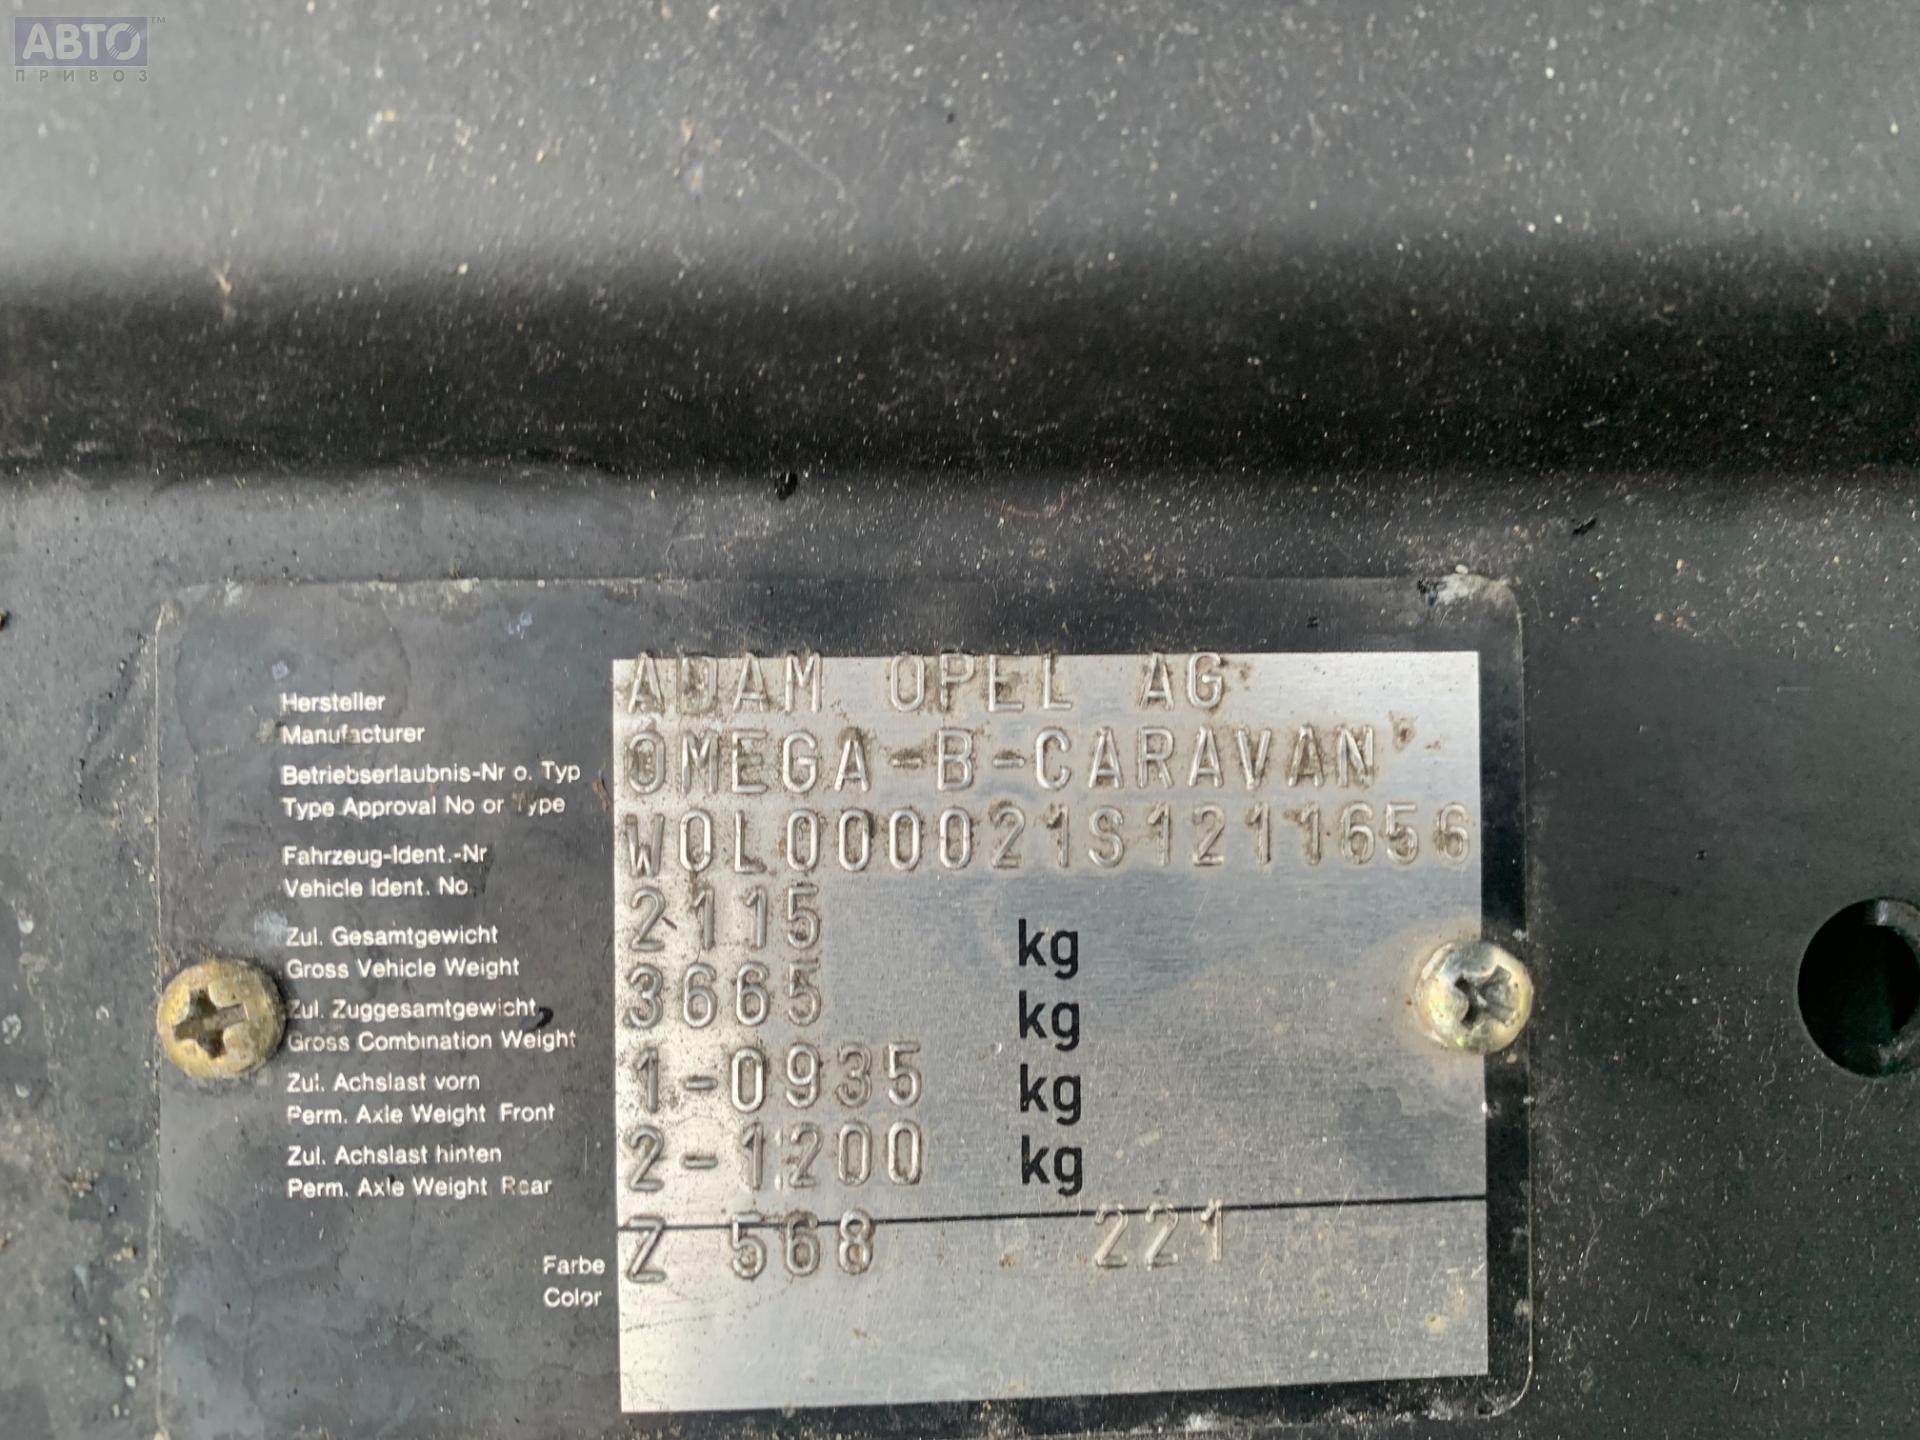 АВТО™
ПРИВОЗ
Hersteller ADAM OPEL AG
Manufacturer
Betriebserlaubnis-Nr o. Typ OMEGA-B-CARAVAN
Type Approval No or Type
Fahrzeug-Ident.-Nr W0L000021S1211656
Vehicle Ident. No
Zul. Gesamtgewicht 2115 kg
Gross Vehicle Weight
Zul. Zuggesamtgewicht 3665 kg
Gross Combination Weight
Zul. Achslast vorn 1-0935 kg
Perm. Axle Weight Front
Zul. Achslast hinten 2-1200 kg
Perm. Axle Weight Rear
Farbe Z 568 221
Color